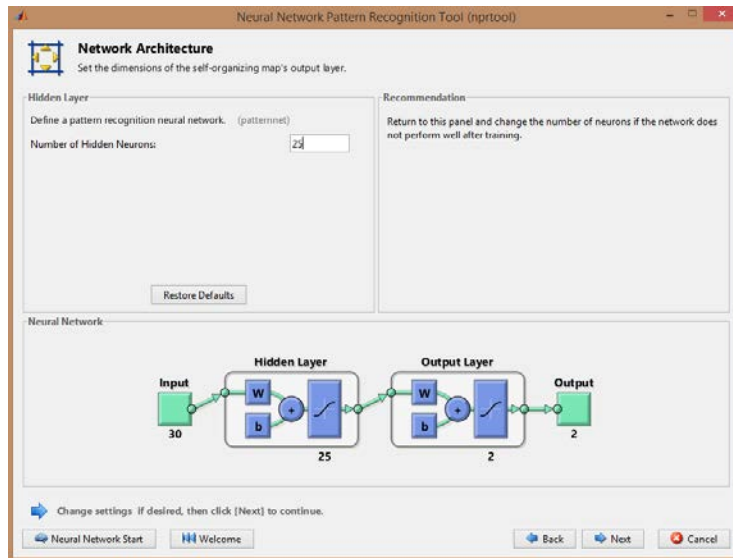 Neural Network Pattern Recognition Tool (nprtool)
Network Architecture
Set the dimensions of the self-organizing map's output layer.
Hidden Layer
Define a pattern recognition neural network. (patternnet)
Number of Hidden Neurons: 25
Restore Defaults
Recommendation
Return to this panel and change the number of neurons if the network does
not perform well after training.
Neural Network
Hidden Layer
Output Layer
Input
W
b
+
W
b
+
Output
30
25
2
2
Change settings if desired, then click [Next] to continue.
Neural Network Start
Welcome
Back
Next
Cancel